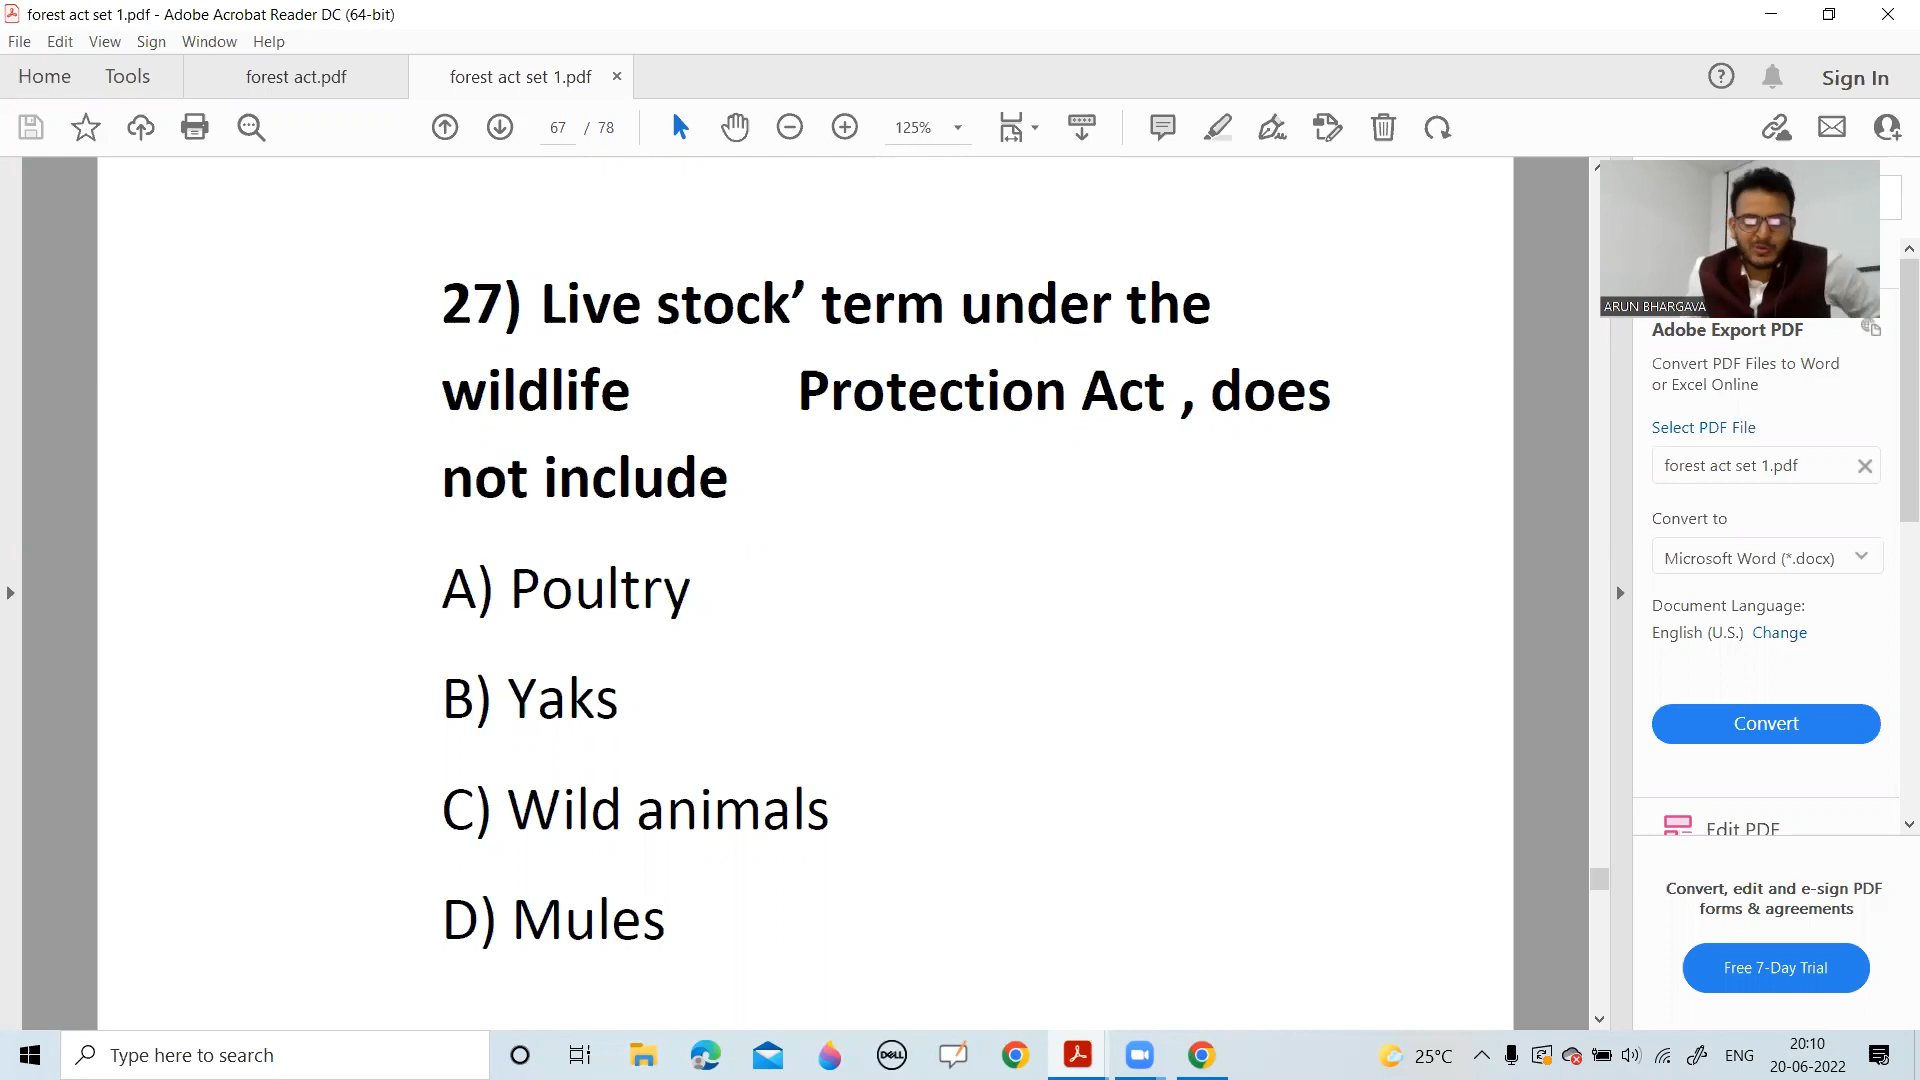 forest act set 1.pdf - Adobe Acrobat Reader DC (64-bit)
File Edit View Sign Window Help
Home Tools forest act.pdf forest act set 1.pdf × Sign In
67 / 78 125%
27) Live stock’ term under the
wildlife Protection Act , does
not include
A) Poultry
B) Yaks
C) Wild animals
D) Mules
ARUN BHARGAVA
Adobe Export PDF
Convert PDF Files to Word
or Excel Online
Select PDF File
forest act set 1.pdf
Convert to
Microsoft Word (*.docx)
Document Language:
English (U.S.) Change
Convert
Edit PDF
Convert, edit and e-sign PDF
forms & agreements
Free 7-Day Trial
Type here to search
DELL
25°C ENG
20:10
20-06-2022